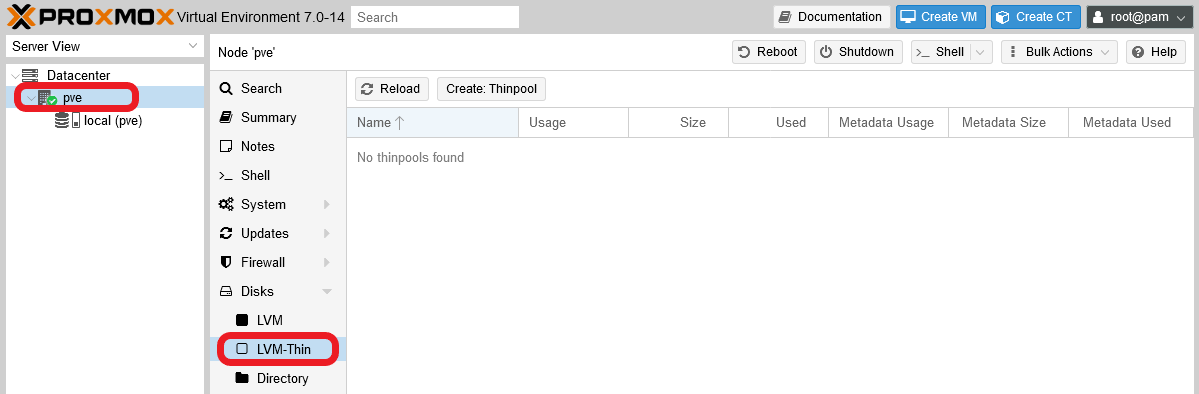 PROXMOX Virtual Environment 7.0-14 Search Documentation Create VM Create CT root@pam
Server View
Datacenter
pve
local (pve)
Node 'pve' Reboot Shutdown >_ Shell Bulk Actions Help
Search
Summary
Notes
>_ Shell
System
Updates
Firewall
Disks
LVM
LVM-Thin
Directory
Reload Create: Thinpool
Name Usage Size Used Metadata Usage Metadata Size Metadata Used
No thinpools found